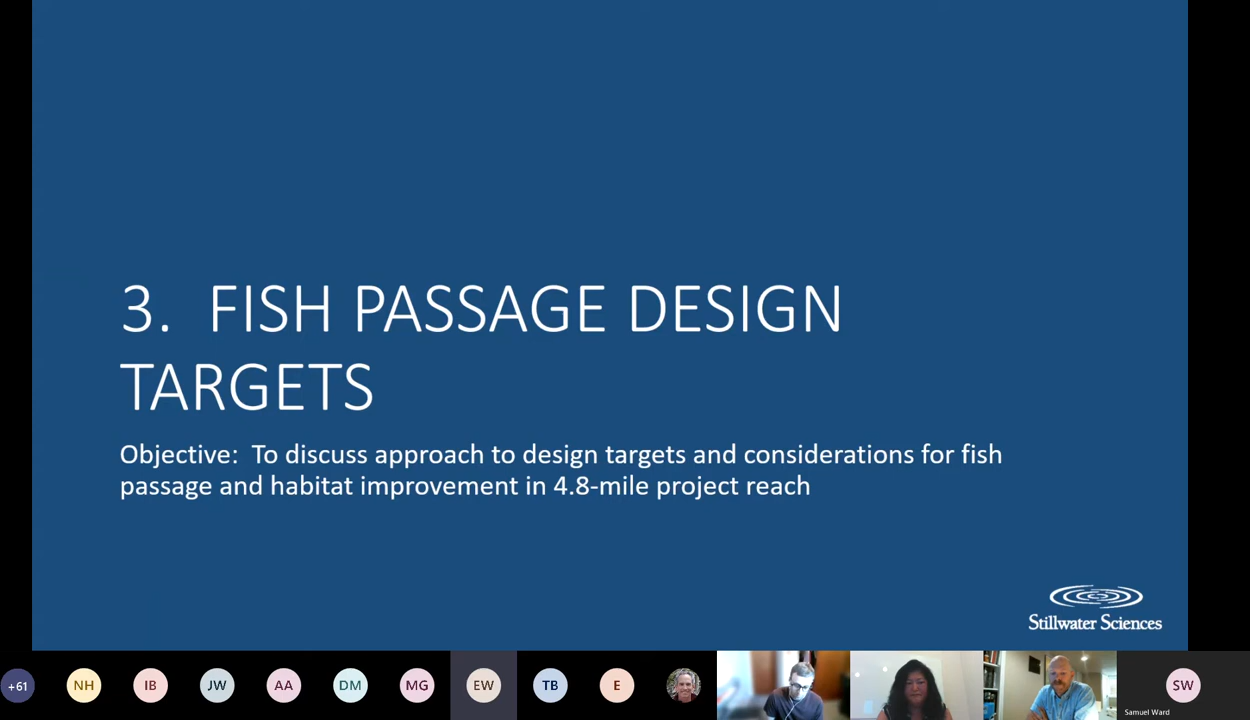 3. FISH PASSAGE DESIGN
TARGETS
Objective: To discuss approach to design targets and considerations for fish
passage and habitat improvement in 4.8-mile project reach
Stillwater Sciences
+61
NH
IB
JW
AA
DM
MG
EW
TB
E
SW
Samuel Ward